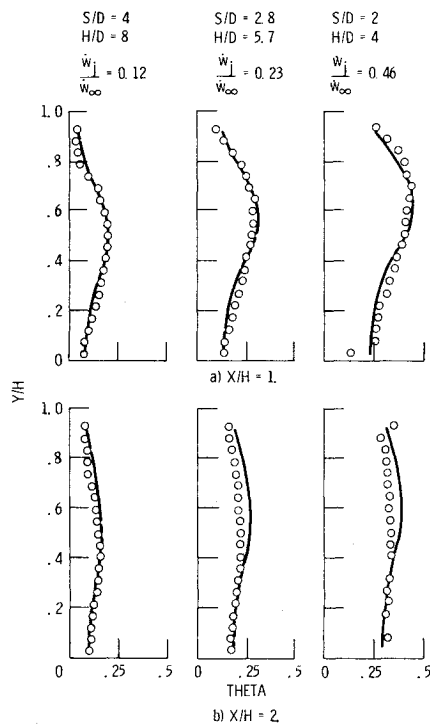 S/D = 4 S/D = 2.8 S/D = 2
H/D = 8 H/D = 5.7 H/D = 4
Ẇj/Ẇ∞ = 0.12 Ẇj/Ẇ∞ = 0.23 Ẇj/Ẇ∞ = 0.46
1.0
.8
.6
.4
.2
0
a) X/H = 1.
Y/H
1.0
.8
.6
.4
.2
0 .25 .5 0 .25 .5 0 .25 .5
THETA
b) X/H = 2.